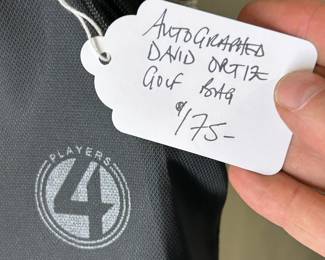 AUTOGRAPHED
DAVID ORTIZ
GOLF BAG
$175-
PLAYERS
4